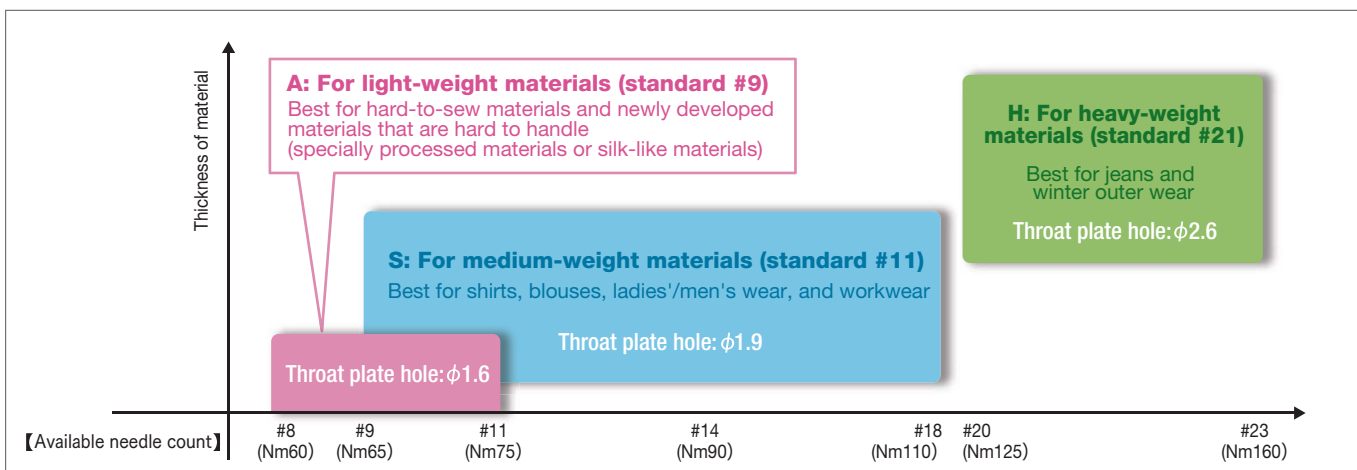 Thickness of material
A: For light-weight materials (standard #9)
Best for hard-to-sew materials and newly developed
materials that are hard to handle
(specially processed materials or silk-like materials)
H: For heavy-weight
materials (standard #21)
Best for jeans and
winter outer wear
Throat plate hole:φ2.6
S: For medium-weight materials (standard #11)
Best for shirts, blouses, ladies'/men's wear, and workwear
Throat plate hole:φ1.9
Throat plate hole:φ1.6
【Available needle count】
#8 #9 #11 #14 #18 #20 #23
(Nm60) (Nm65) (Nm75) (Nm90) (Nm110) (Nm125) (Nm160)